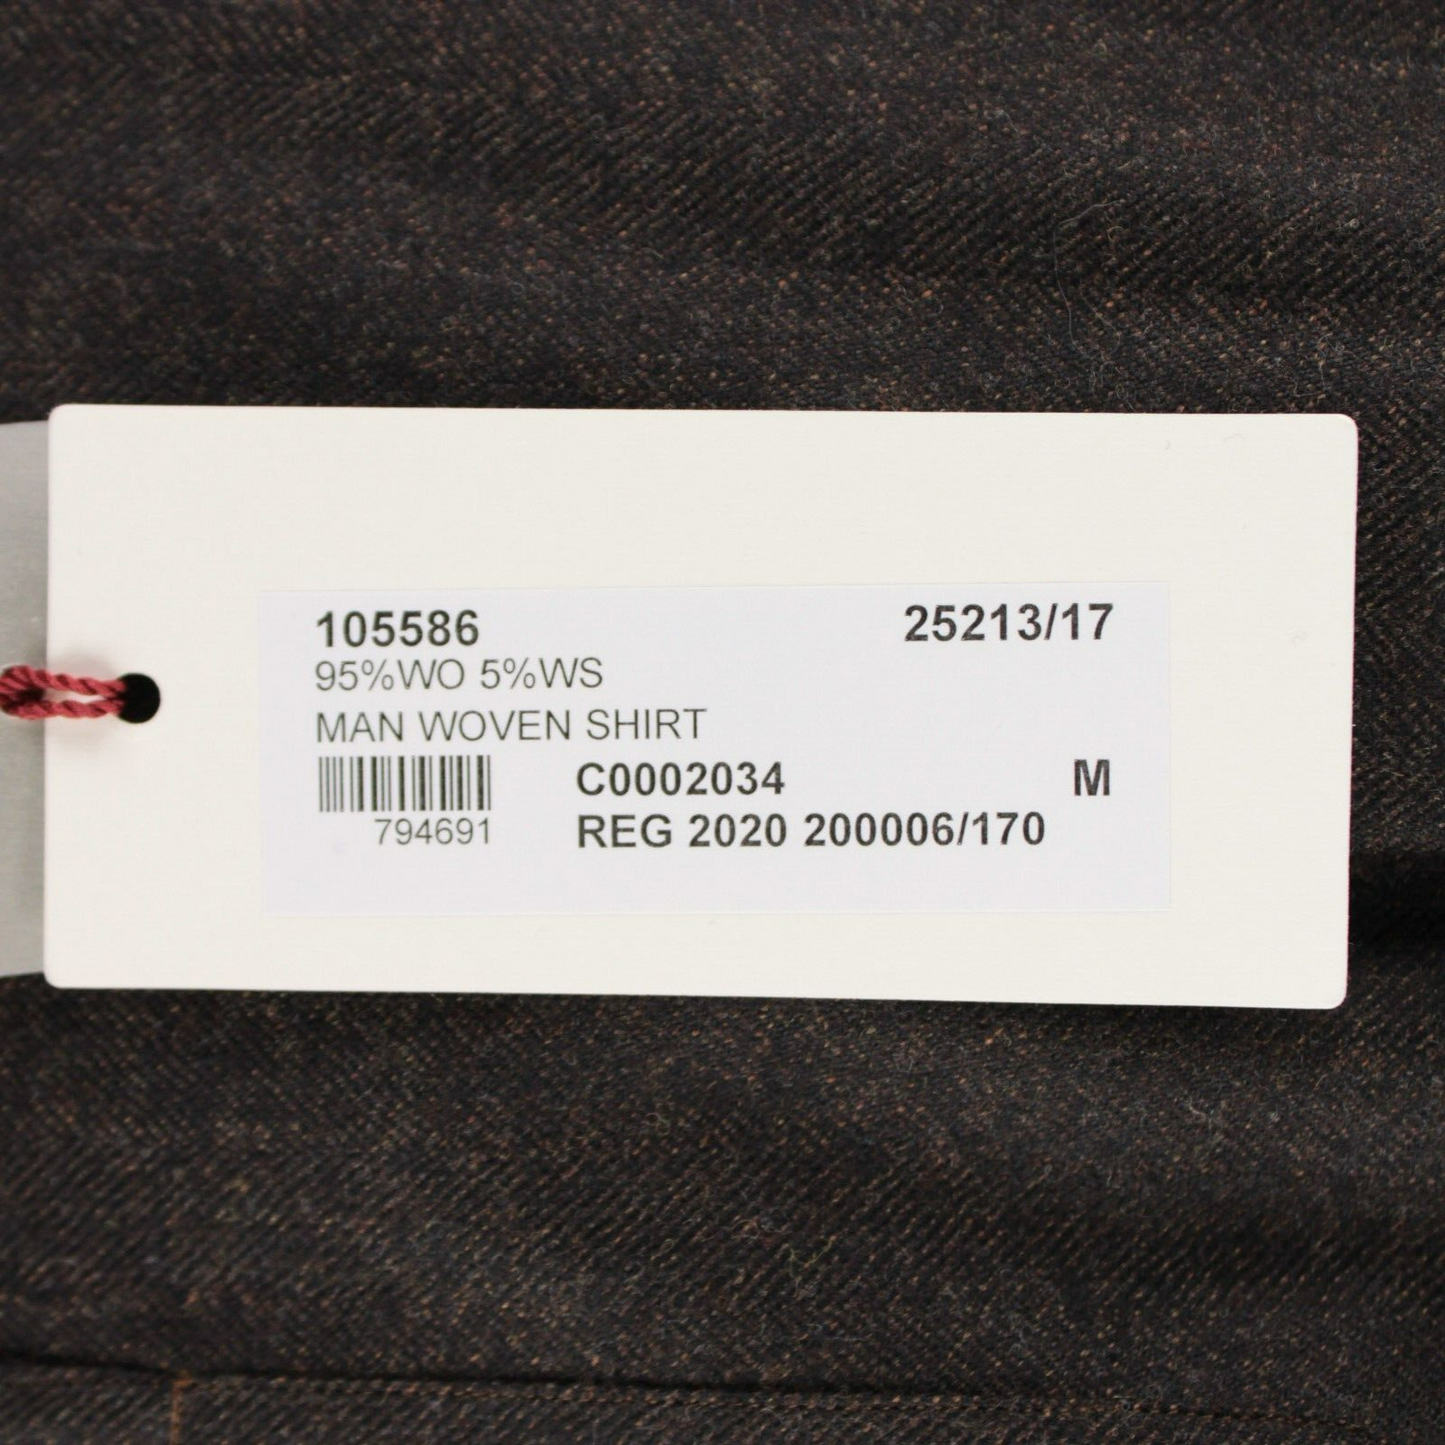 105586 25213/17
95%WO 5%WS
MAN WOVEN SHIRT
C0002034 M
794691 REG 2020 200006/170